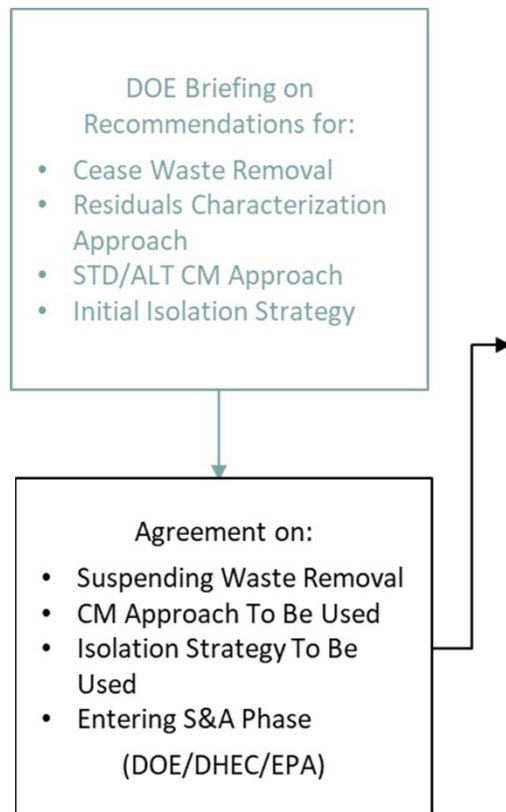 DOE Briefing on
Recommendations for:
• Cease Waste Removal
• Residuals Characterization
Approach
• STD/ALT CM Approach
• Initial Isolation Strategy
Agreement on:
• Suspending Waste Removal
• CM Approach To Be Used
• Isolation Strategy To Be
Used
• Entering S&A Phase
(DOE/DHEC/EPA)